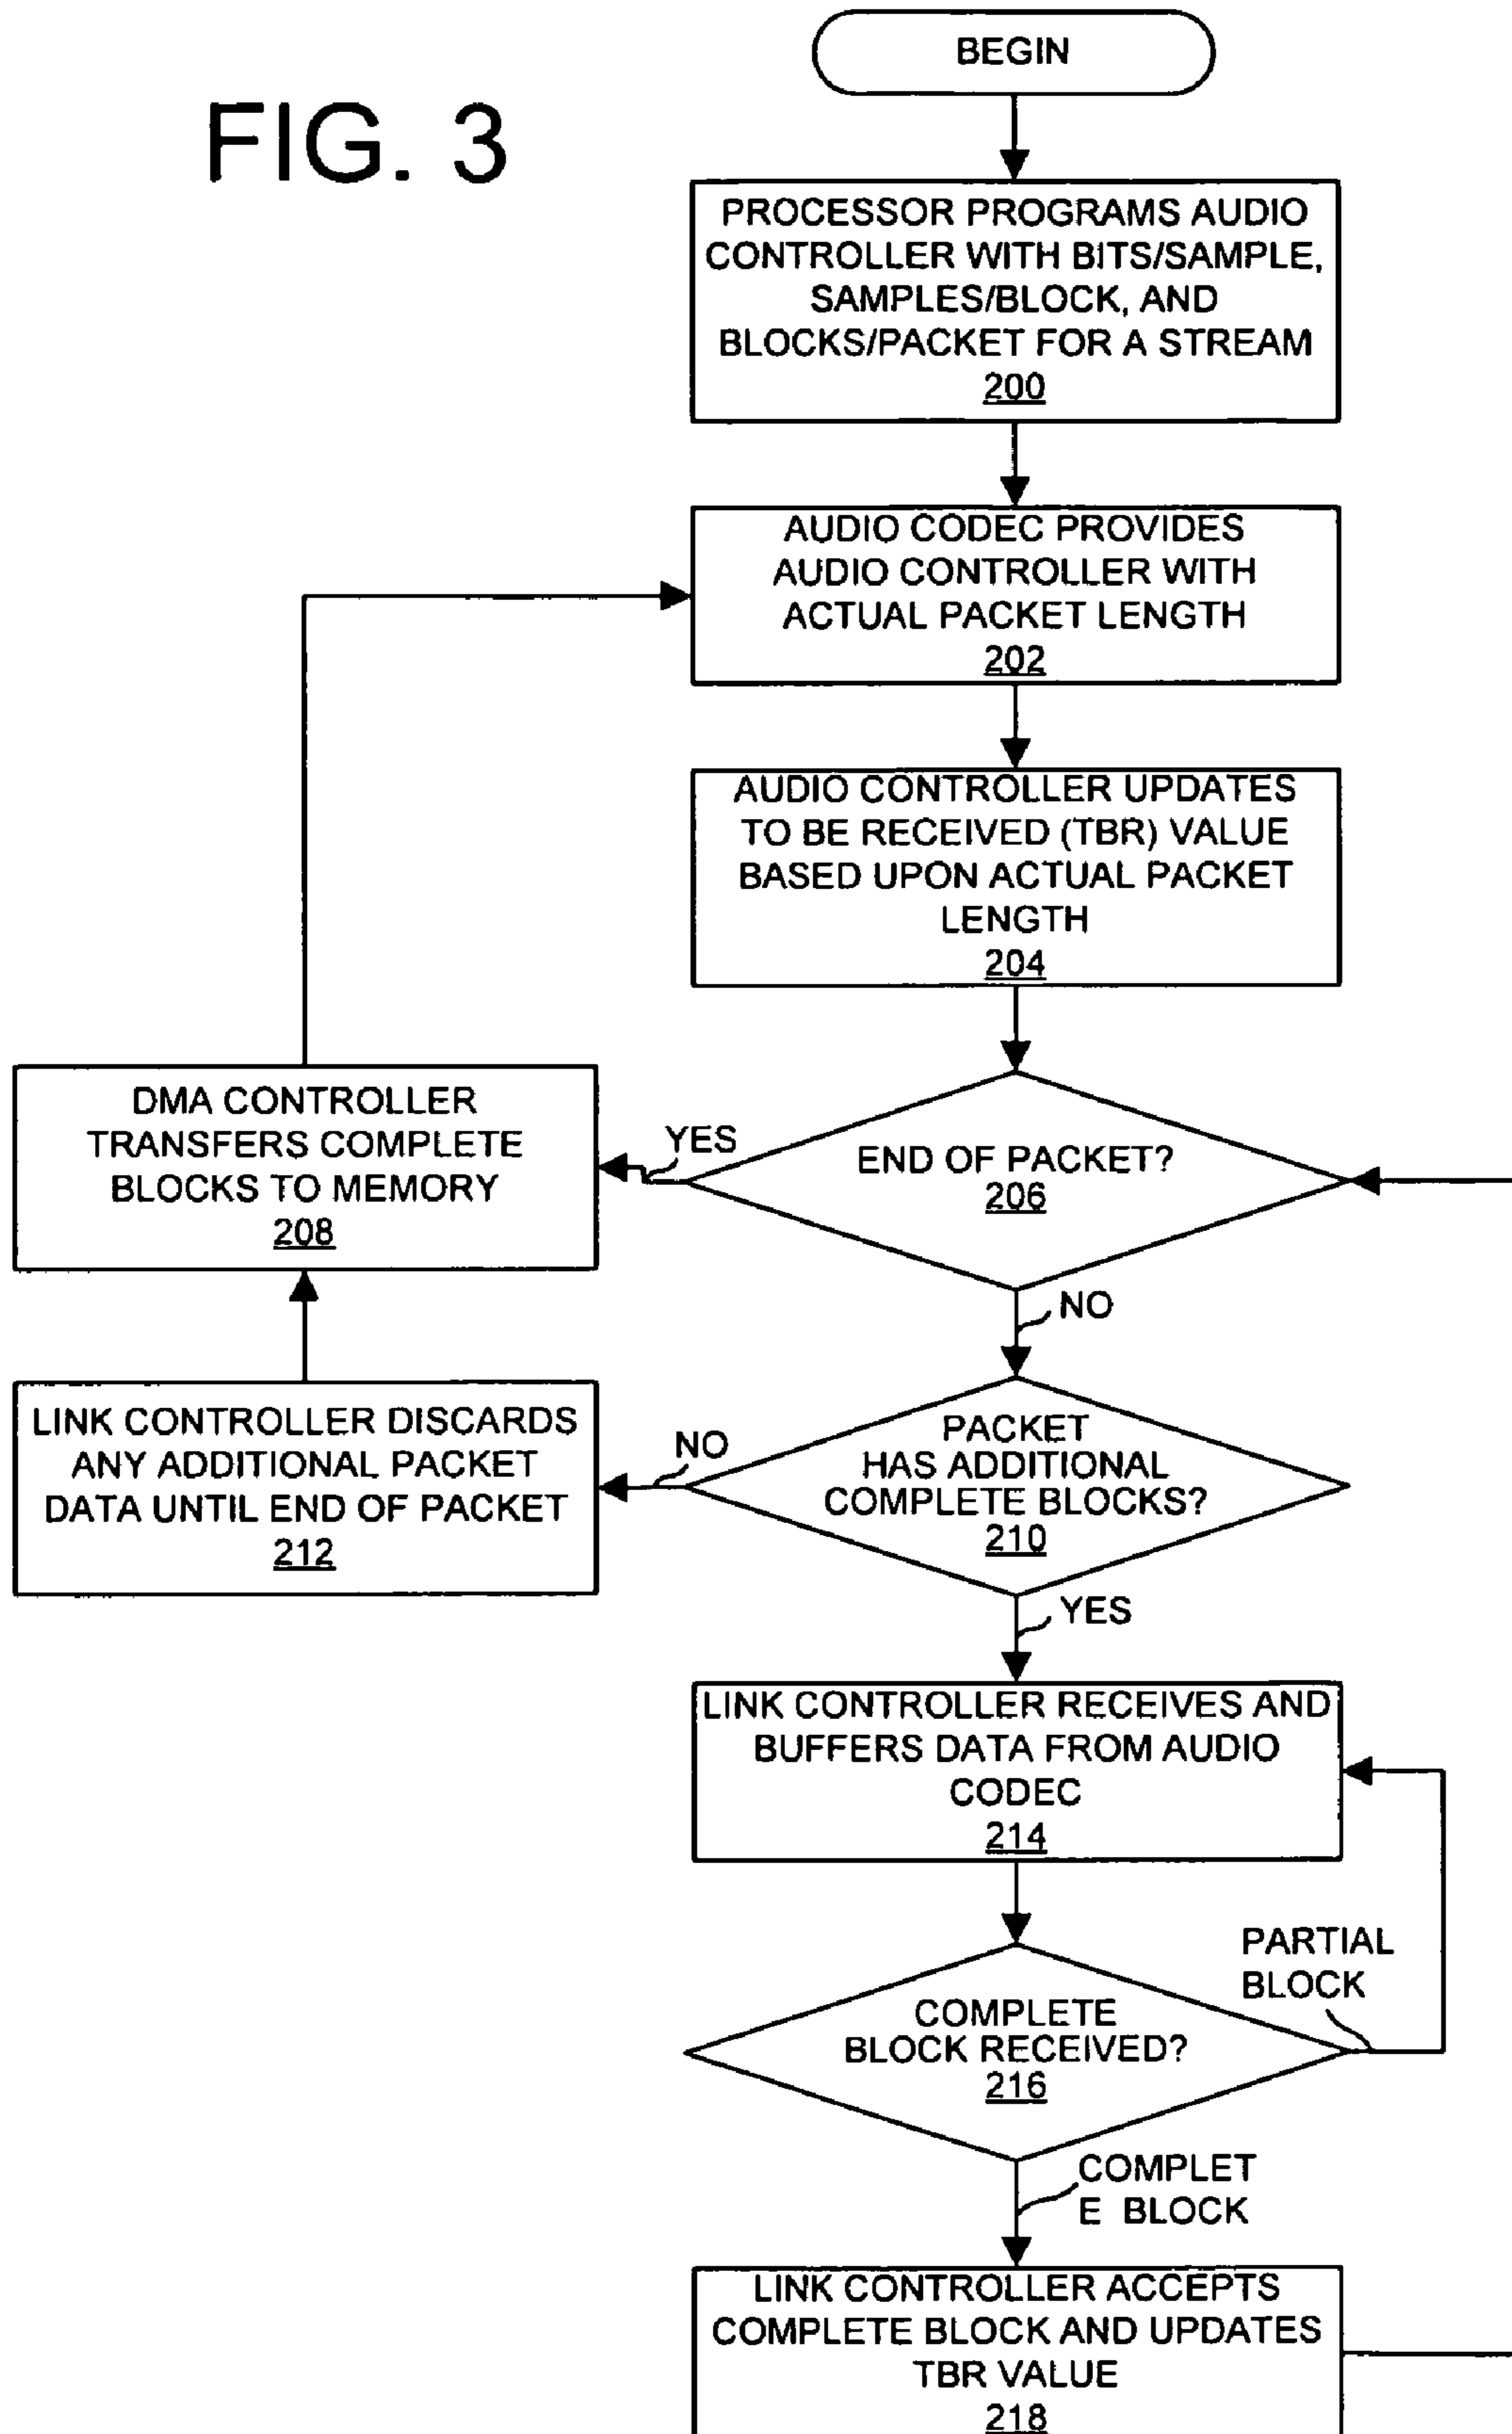 FIG. 3
BEGIN
PROCESSOR PROGRAMS AUDIO
CONTROLLER WITH BITS/SAMPLE,
SAMPLES/BLOCK, AND
BLOCKS/PACKET FOR A STREAM
200
AUDIO CODEC PROVIDES
AUDIO CONTROLLER WITH
ACTUAL PACKET LENGTH
202
AUDIO CONTROLLER UPDATES
TO BE RECEIVED (TBR) VALUE
BASED UPON ACTUAL PACKET
LENGTH
204
DMA CONTROLLER
TRANSFERS COMPLETE
BLOCKS TO MEMORY
208
YES
END OF PACKET?
206
NO
LINK CONTROLLER DISCARDS
ANY ADDITIONAL PACKET
DATA UNTIL END OF PACKET
212
NO
PACKET
HAS ADDITIONAL
COMPLETE BLOCKS?
210
YES
LINK CONTROLLER RECEIVES AND
BUFFERS DATA FROM AUDIO
CODEC
214
PARTIAL
BLOCK
COMPLETE
BLOCK RECEIVED?
216
COMPLET
E BLOCK
LINK CONTROLLER ACCEPTS
COMPLETE BLOCK AND UPDATES
TBR VALUE
218